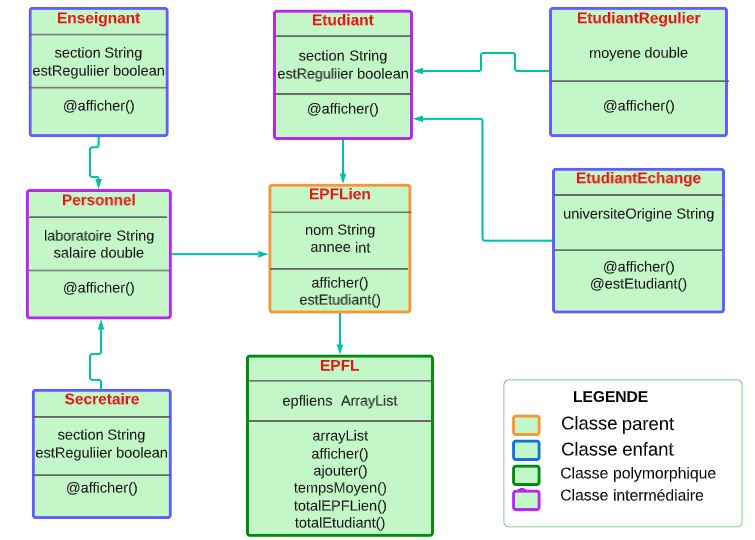 Enseignant
section String
estReguliier boolean
@afficher()
Etudiant
section String
estReguliier boolean
@afficher()
EtudiantRegulier
moyene double
@afficher()
Personnel
laboratoire String
salaire double
@afficher()
EPFLien
nom String
annee int
afficher()
estEtudiant()
EtudiantEchange
universiteOrigine String
@afficher()
@estEtudiant()
Secretaire
section String
estReguliier boolean
@afficher()
EPFL
epfliens ArrayList
arrayList
afficher()
ajouter()
tempsMoyen()
totalEPFLien()
totalEtudiant()
LEGENDE
Classe parent
Classe enfant
Classe polymorphique
Classe intermédiaire